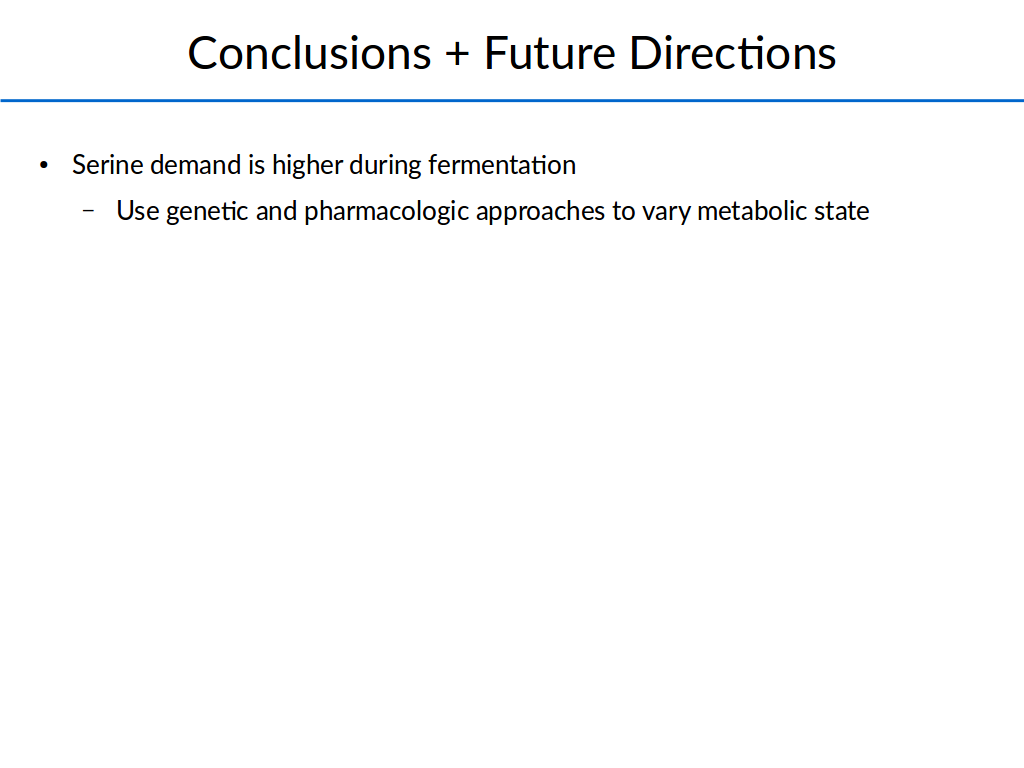 Conclusions + Future Directions
• Serine demand is higher during fermentation
– Use genetic and pharmacologic approaches to vary metabolic state